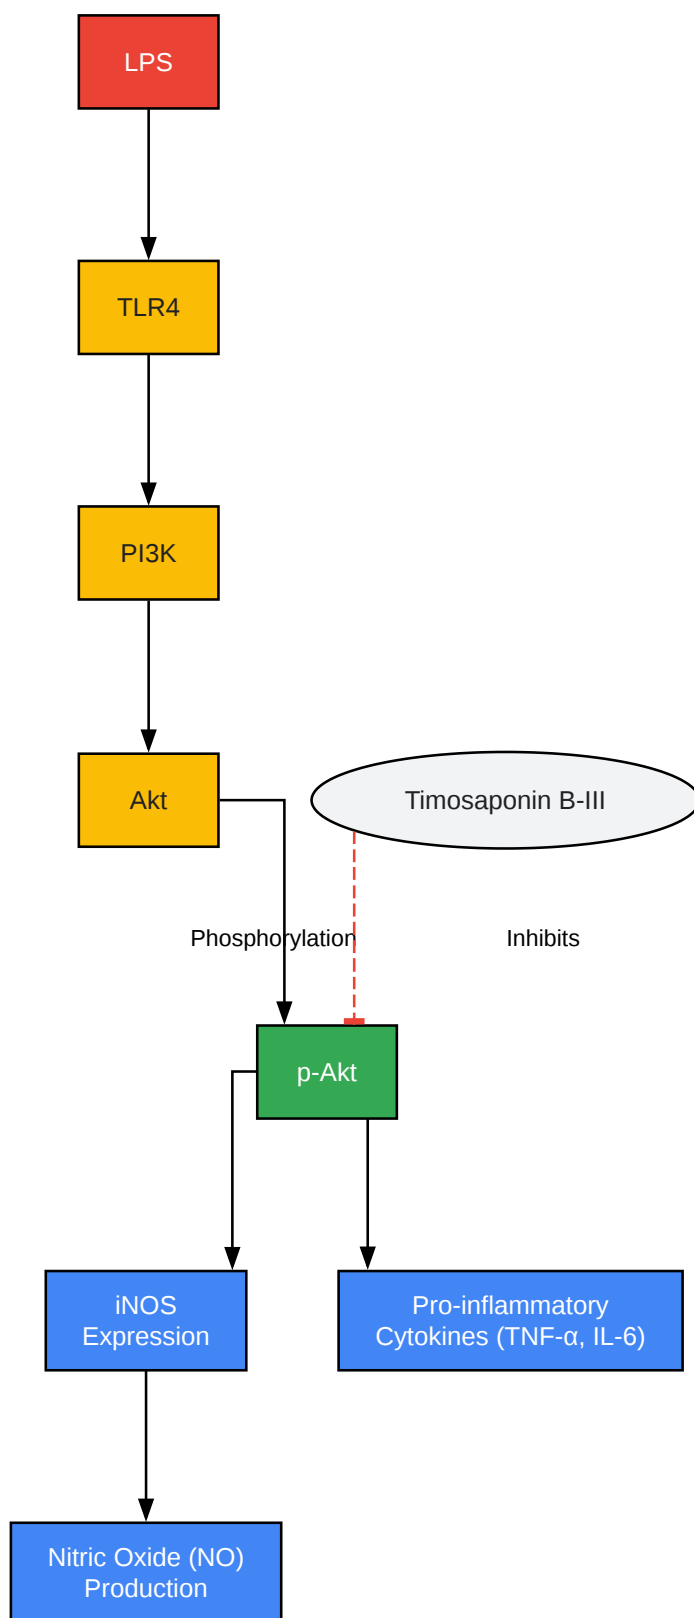 LPS
TLR4
PI3K
Akt
Timosaponin B-III
Phosphorylation
Inhibits
p-Akt
iNOS
Expression
Pro-inflammatory
Cytokines (TNF-α, IL-6)
Nitric Oxide (NO)
Production